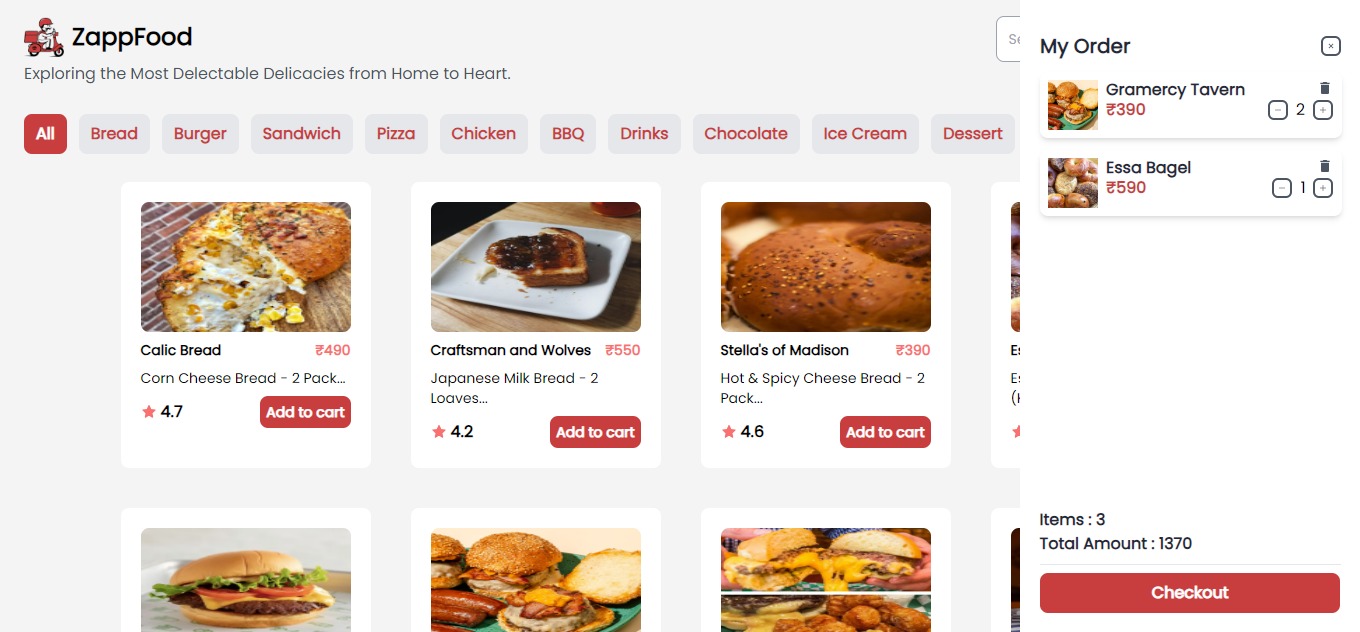 ZappFood
Exploring the Most Delectable Delicacies from Home to Heart.
All Bread Burger Sandwich Pizza Chicken BBQ Drinks Chocolate Ice Cream Dessert
Calic Bread ₹490
Corn Cheese Bread - 2 Pack...
4.7 Add to cart
Craftsman and Wolves ₹550
Japanese Milk Bread - 2
Loaves...
4.2 Add to cart
Stella's of Madison ₹390
Hot & Spicy Cheese Bread - 2
Pack...
4.6 Add to cart
My Order
Gramercy Tavern
₹390 − 2 +
Essa Bagel
₹590 − 1 +
Items : 3
Total Amount : 1370
Checkout